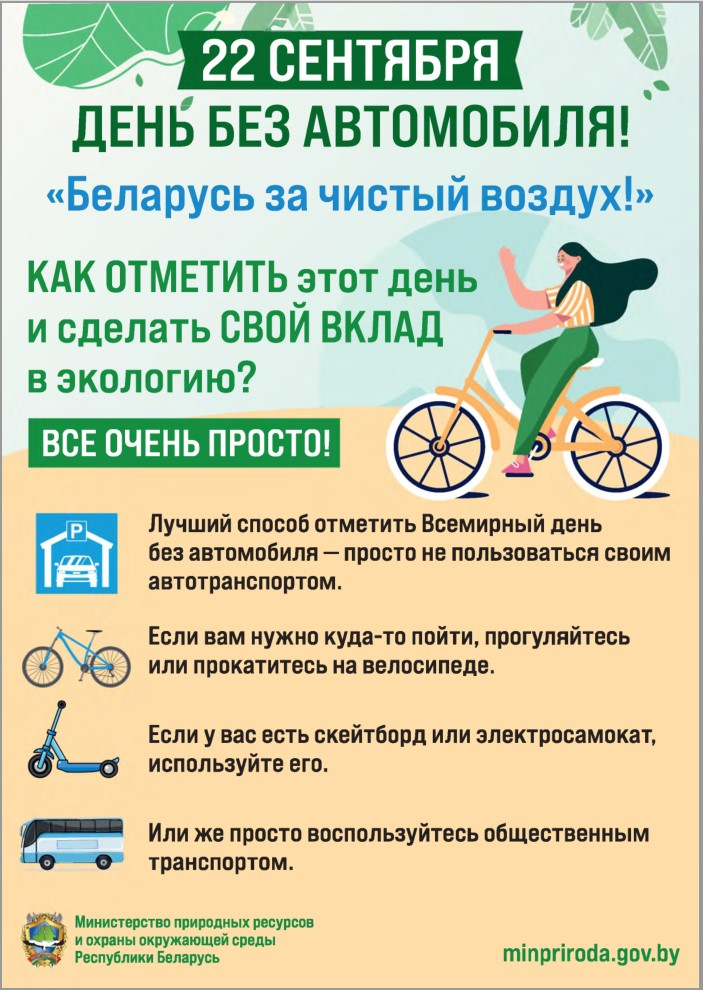 22 СЕНТЯБРЯ
ДЕНЬ БЕЗ АВТОМОБИЛЯ!
«Беларусь за чистый воздух!»
КАК ОТМЕТИТЬ этот день
и сделать СВОЙ ВКЛАД
в экологию?
ВСЕ ОЧЕНЬ ПРОСТО!
P
Лучший способ отметить Всемирный день
без автомобиля – просто не пользоваться своим
автотранспортом.
Если вам нужно куда-то пойти, прогуляйтесь
или прокатитесь на велосипеде.
Если у вас есть скейтборд или электросамокат,
используйте его.
Или же просто воспользуйтесь общественным
транспортом.
Министерство природных ресурсов
и охраны окружающей среды
Республики Беларусь
minpriroda.gov.by